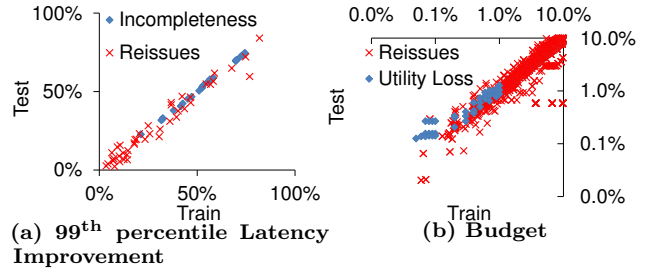 Incompleteness
Reissues
100%
50%
0%
Test
0% 50% 100%
Train
(a) 99th percentile Latency
Improvement
0.0% 0.1% 1.0% 10.0%
Reissues
Utility Loss
10.0%
1.0%
0.1%
0.0%
Test
Train
(b) Budget